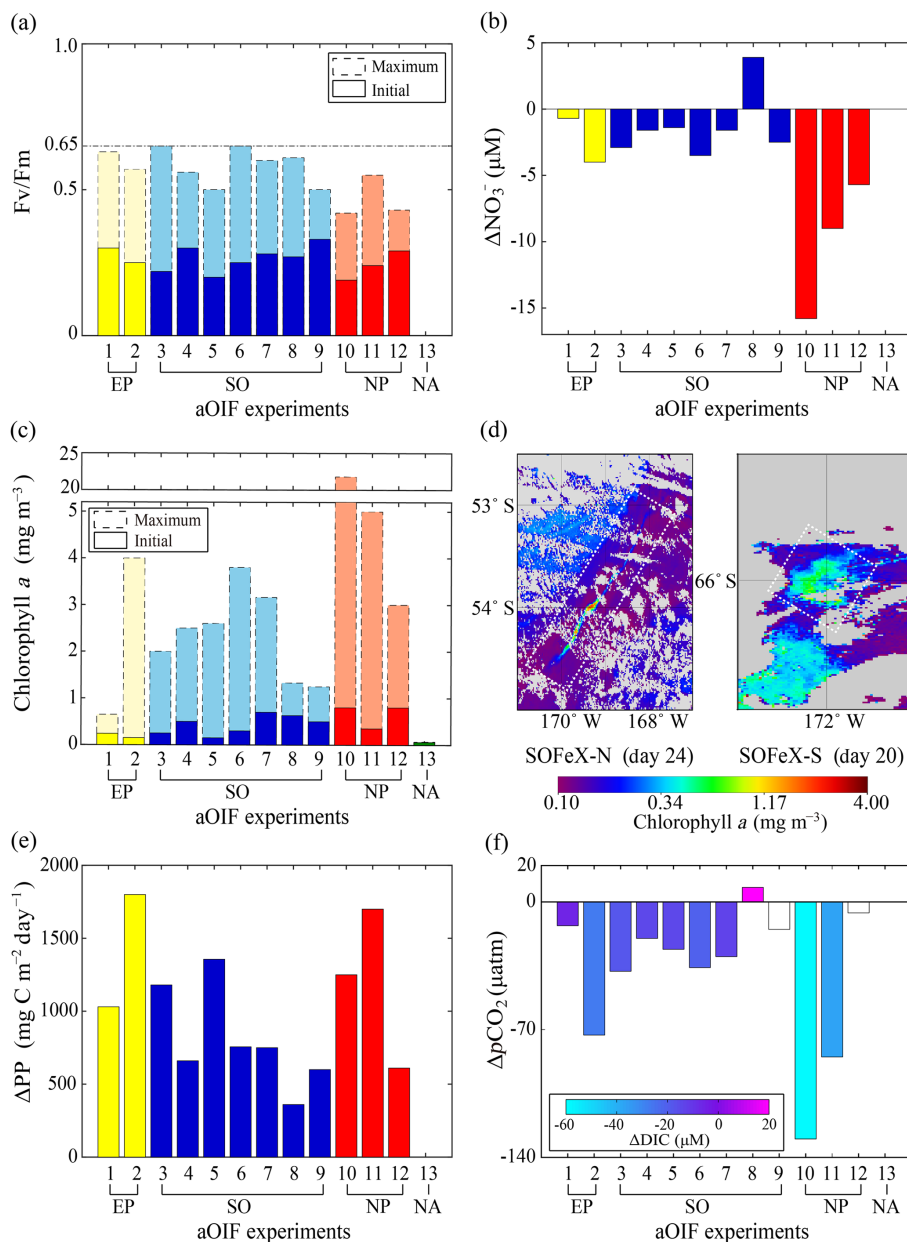 (a)
1.0
0.65
0.5
0
Fv/Fm
Maximum
Initial
1 2 3 4 5 6 7 8 9 10 11 12 13
EP SO NP NA
aOIF experiments
(b)
5
0
-5
-10
-15
ΔNO₃⁻ (μM)
1 2 3 4 5 6 7 8 9 10 11 12 13
EP SO NP NA
aOIF experiments
(c)
25
20
5
4
3
2
1
0
Chlorophyll a (mg m⁻³)
Maximum
Initial
1 2 3 4 5 6 7 8 9 10 11 12 13
EP SO NP NA
aOIF experiments
(d)
53° S
54° S
170° W 168° W
SOFeX-N (day 24)
66° S
172° W
SOFeX-S (day 20)
0.10 0.34 1.17 4.00
Chlorophyll a (mg m⁻³)
(e)
2000
1500
1000
500
0
ΔPP (mg C m⁻² day⁻¹)
1 2 3 4 5 6 7 8 9 10 11 12 13
EP SO NP NA
aOIF experiments
(f)
20
0
-70
-140
ΔpCO₂ (μatm)
-60 -40 -20 0 20
ΔDIC (μM)
1 2 3 4 5 6 7 8 9 10 11 12 13
EP SO NP NA
aOIF experiments